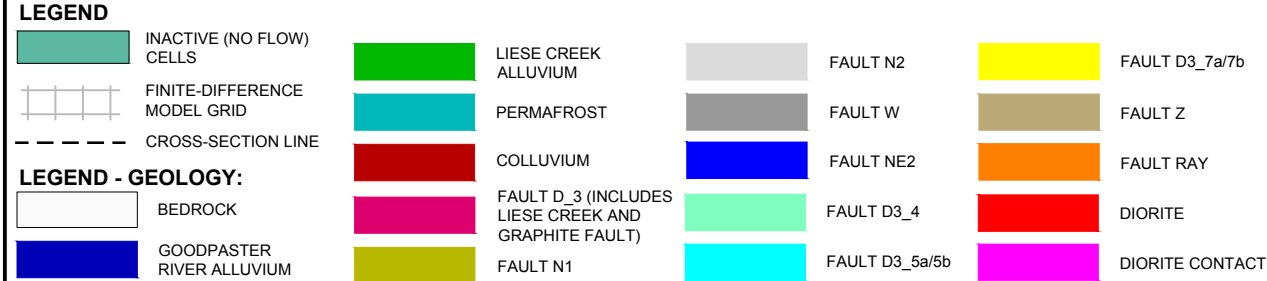 LEGEND
INACTIVE (NO FLOW)
CELLS
FINITE-DIFFERENCE
MODEL GRID
CROSS-SECTION LINE
LEGEND - GEOLOGY:
BEDROCK
GOODPASTER
RIVER ALLUVIUM
LIESE CREEK
ALLUVIUM
PERMAFROST
COLLUVIUM
FAULT D_3 (INCLUDES
LIESE CREEK AND
GRAPHITE FAULT)
FAULT N1
FAULT N2
FAULT W
FAULT NE2
FAULT D3_4
FAULT D3_5a/5b
FAULT D3_7a/7b
FAULT Z
FAULT RAY
DIORITE
DIORITE CONTACT